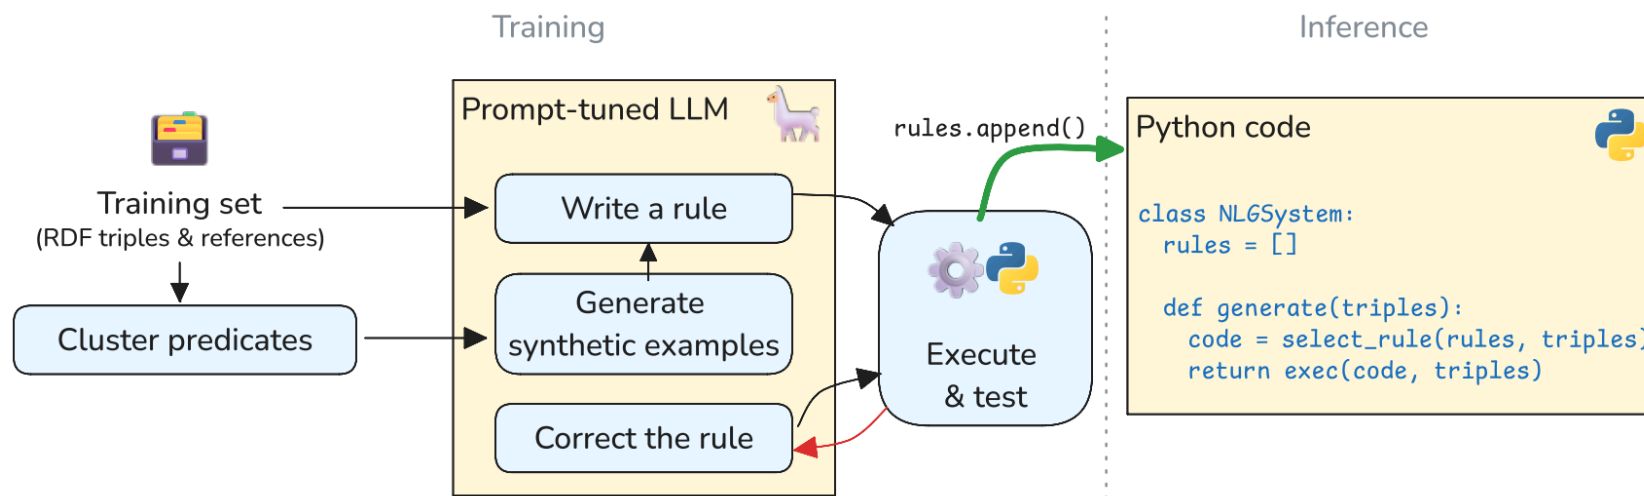 Training
Inference
Prompt-tuned LLM
Training set
(RDF triples & references)
Cluster predicates
Write a rule
Generate
synthetic examples
Correct the rule
rules.append()
Execute
& test
Python code
class NLGSystem:
rules = []
def generate(triples):
code = select_rule(rules, triples)
return exec(code, triples)